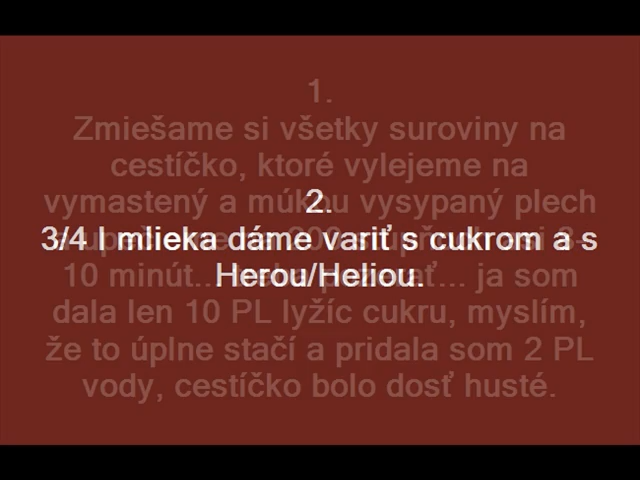 1.
Zmiešame si všetky suroviny na
cestíčko, ktoré vylejeme na
vymastený a múkou vysypaný plech
2.
3/4 l mlieka dáme variť s cukrom a s
Herou/Heliou.
10 minút... ja som
dala len 10 PL lyžíc cukru, myslím,
že to úplne stačí a pridala som 2 PL
vody, cestíčko bolo dosť husté.